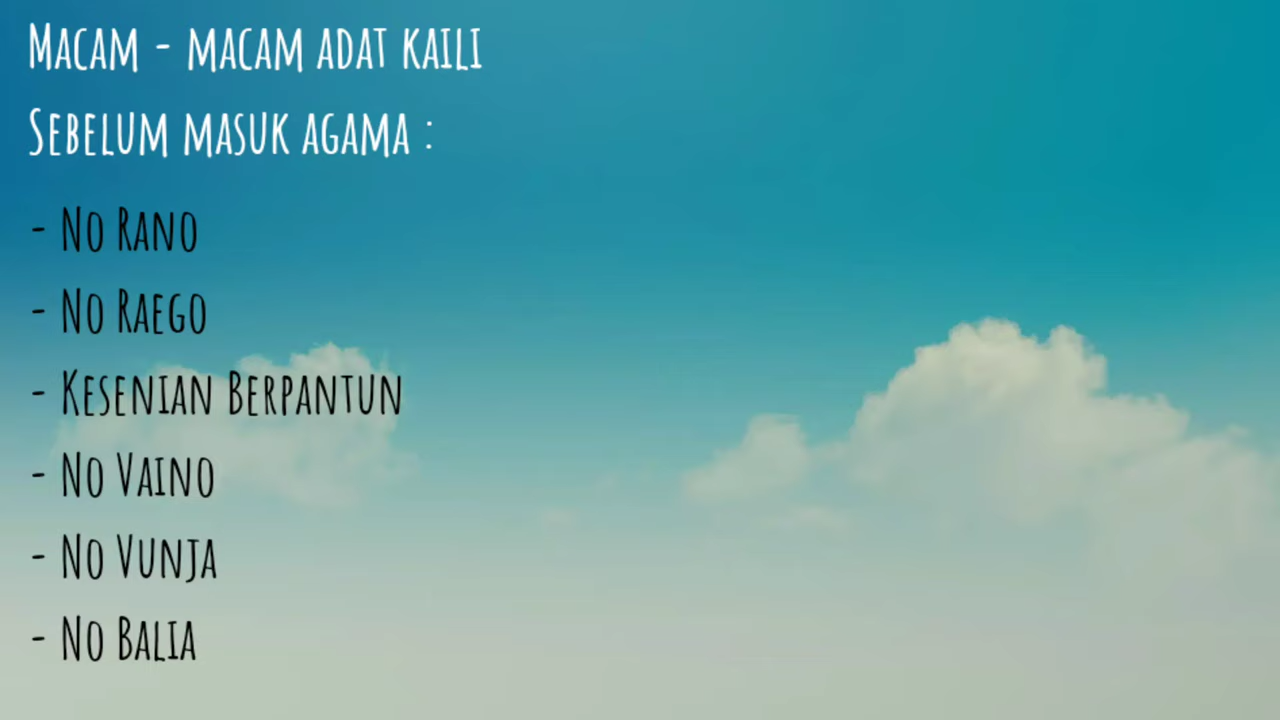 Macam - macam adat kaili
Sebelum masuk agama :
- No Rano
- No Raego
- Kesenian Berpantun
- No Vaino
- No Vunja
- No Balia